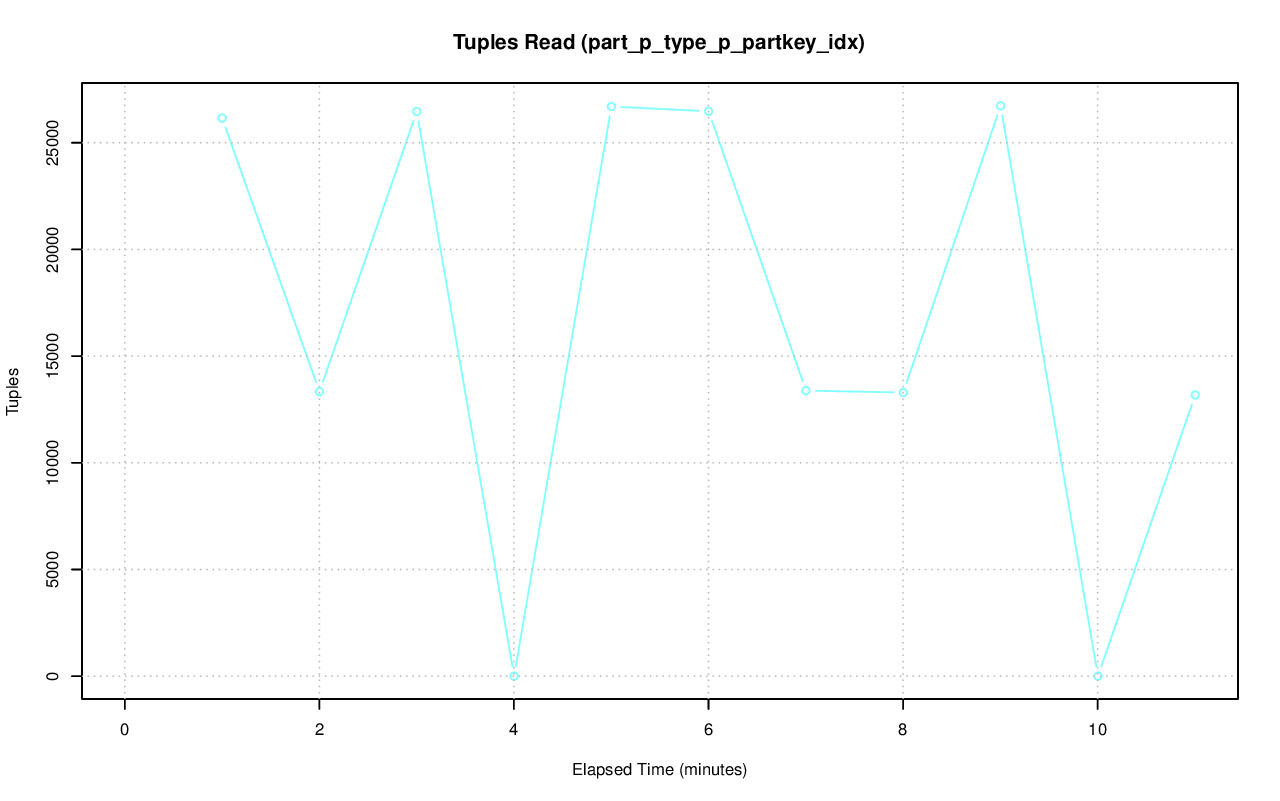 Tuples Read (part_p_type_p_partkey_idx)
25000
20000
15000
10000
5000
0
Tuples
0 2 4 6 8 10
Elapsed Time (minutes)